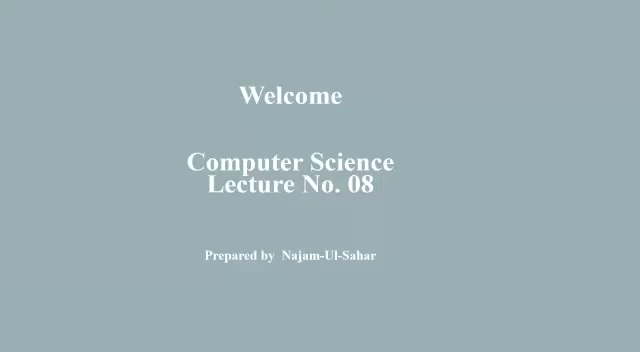 Welcome
Computer Science
Lecture No. 08
Prepared by Najam-Ul-Sahar